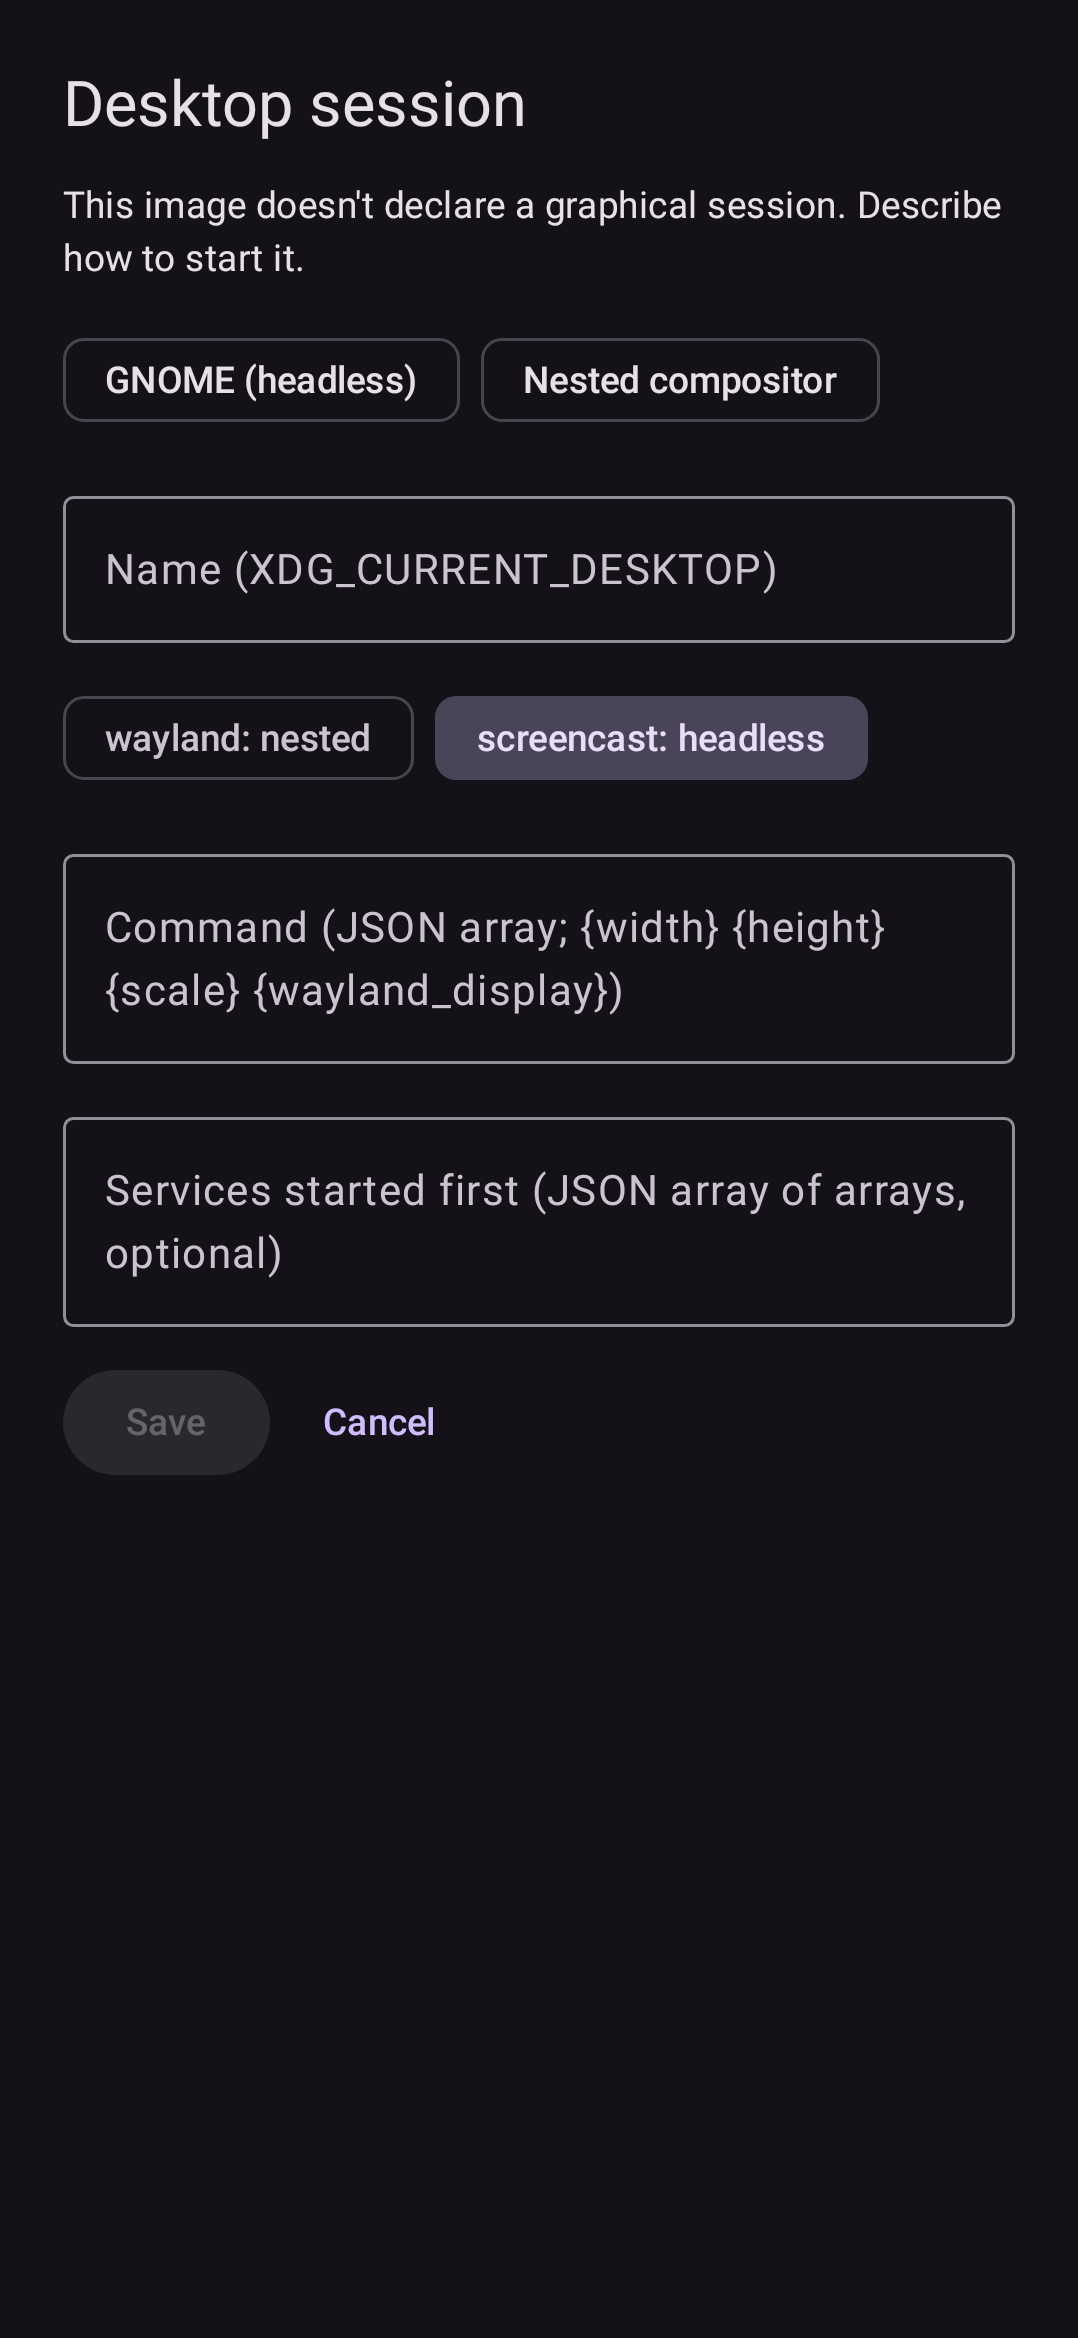 Desktop session
This image doesn't declare a graphical session. Describe
how to start it.
GNOME (headless)
Nested compositor
Name (XDG_CURRENT_DESKTOP)
wayland: nested
screencast: headless
Command (JSON array; {width} {height}
{scale} {wayland_display})
Services started first (JSON array of arrays,
optional)
Save
Cancel